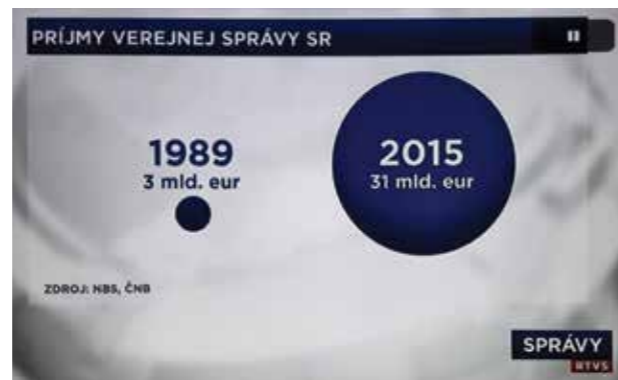 PRÍJMY VEREJNEJ SPRÁVY SR
1989
3 mld. eur
2015
31 mld. eur
ZDROJ: NBS, ČNB
SPRÁVY
RTVS